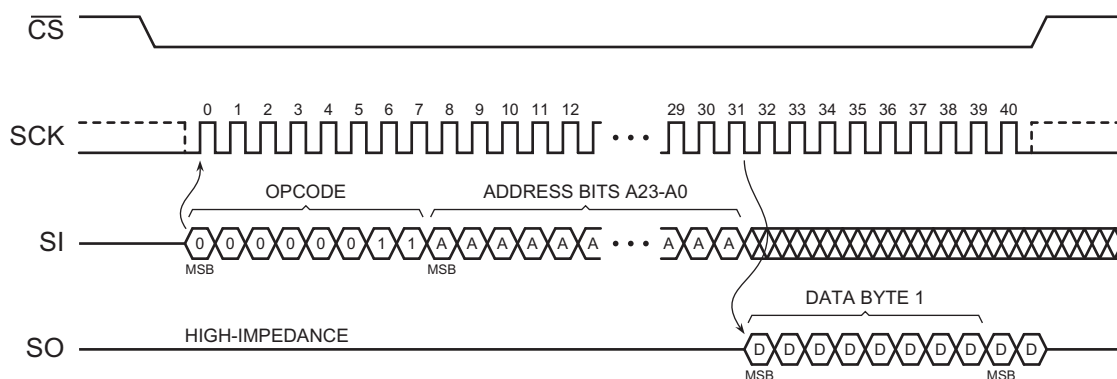 CS
0 1 2 3 4 5 6 7 8 9 10 11 12 29 30 31 32 33 34 35 36 37 38 39 40
SCK
OPCODE ADDRESS BITS A23-A0
SI 0 0 0 0 0 0 1 1 A A A A A A A A A
MSB MSB
DATA BYTE 1
HIGH-IMPEDANCE
SO D D D D D D D D D D
MSB MSB